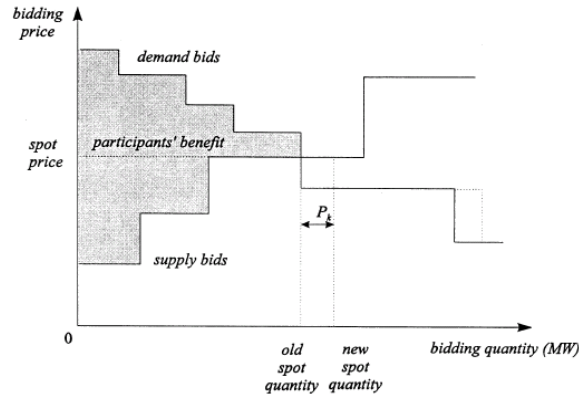 bidding
price
demand bids
spot
price
participants' benefit
P_k
supply bids
0
old
spot
quantity
new
spot
quantity
bidding quantity (MW)